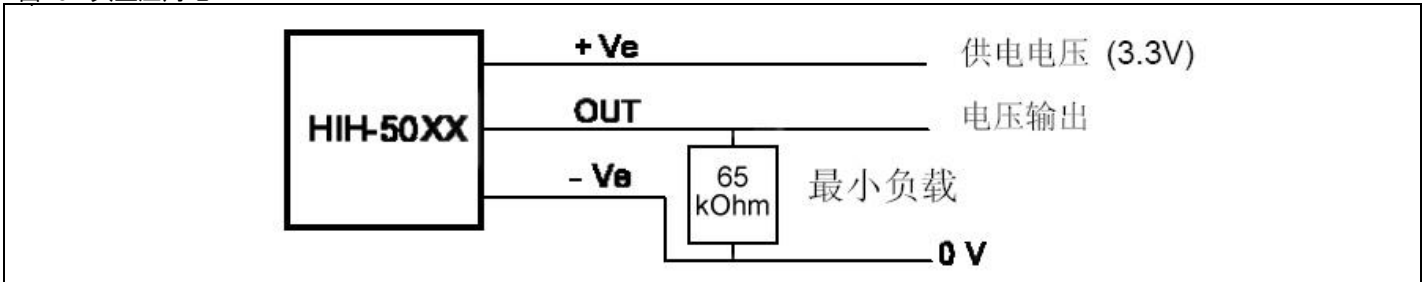 + Ve
供电电压 (3.3V)
HIH-50XX
OUT
电压输出
- Ve
65
kOhm
最小负载
0 V